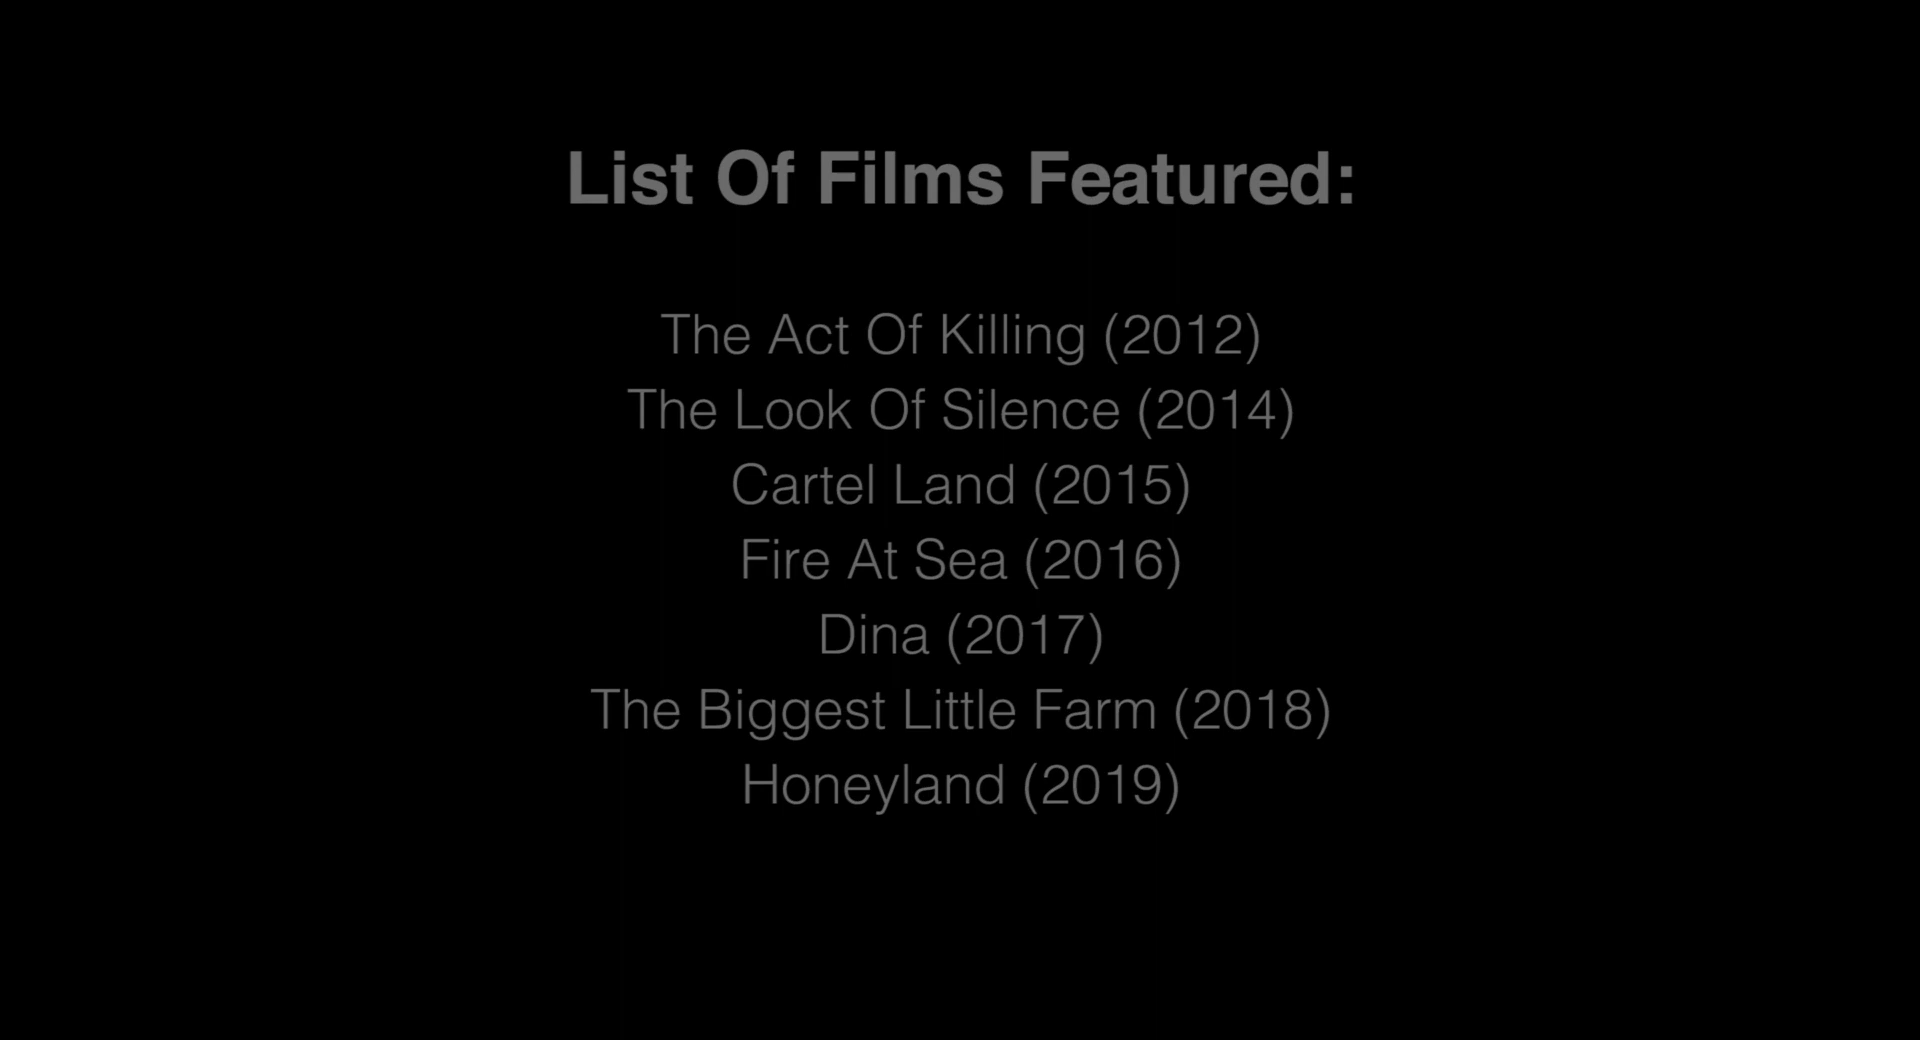 List Of Films Featured:
The Act Of Killing (2012)
The Look Of Silence (2014)
Cartel Land (2015)
Fire At Sea (2016)
Dina (2017)
The Biggest Little Farm (2018)
Honeyland (2019)